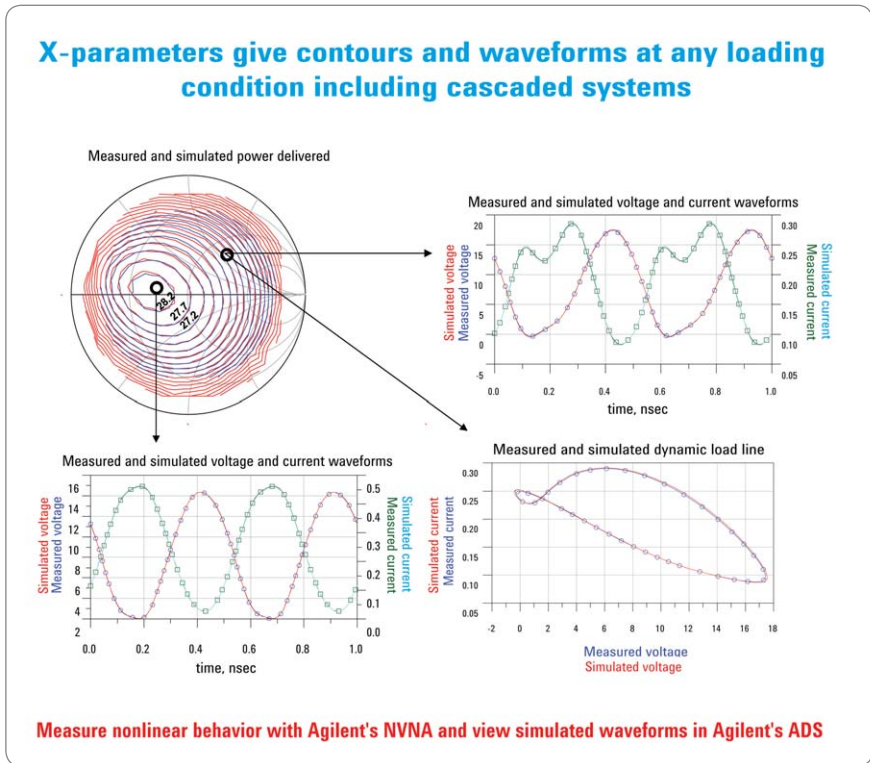 X-parameters give contours and waveforms at any loading
condition including cascaded systems
Measured and simulated power delivered
28.2
27.7
27.2
Measured and simulated voltage and current waveforms
Simulated voltage
Measured voltage
20
15
10
5
0
-5
0.30
0.25
0.20
0.15
0.10
0.05
Simulated current
Measured current
0.0 0.2 0.4 0.6 0.8 1.0
time, nsec
Measured and simulated voltage and current waveforms
Simulated voltage
Measured voltage
16
14
12
10
8
6
4
2
0.5
0.4
0.3
0.2
0.1
0.0
Simulated current
Measured current
0.0 0.2 0.4 0.6 0.8 1.0
time, nsec
Measured and simulated dynamic load line
Simulated current
Measured current
0.30
0.25
0.20
0.15
0.10
0.05
-2 0 2 4 6 8 10 12 14 16 18
Measured voltage
Simulated voltage
Measure nonlinear behavior with Agilent's NVNA and view simulated waveforms in Agilent's ADS